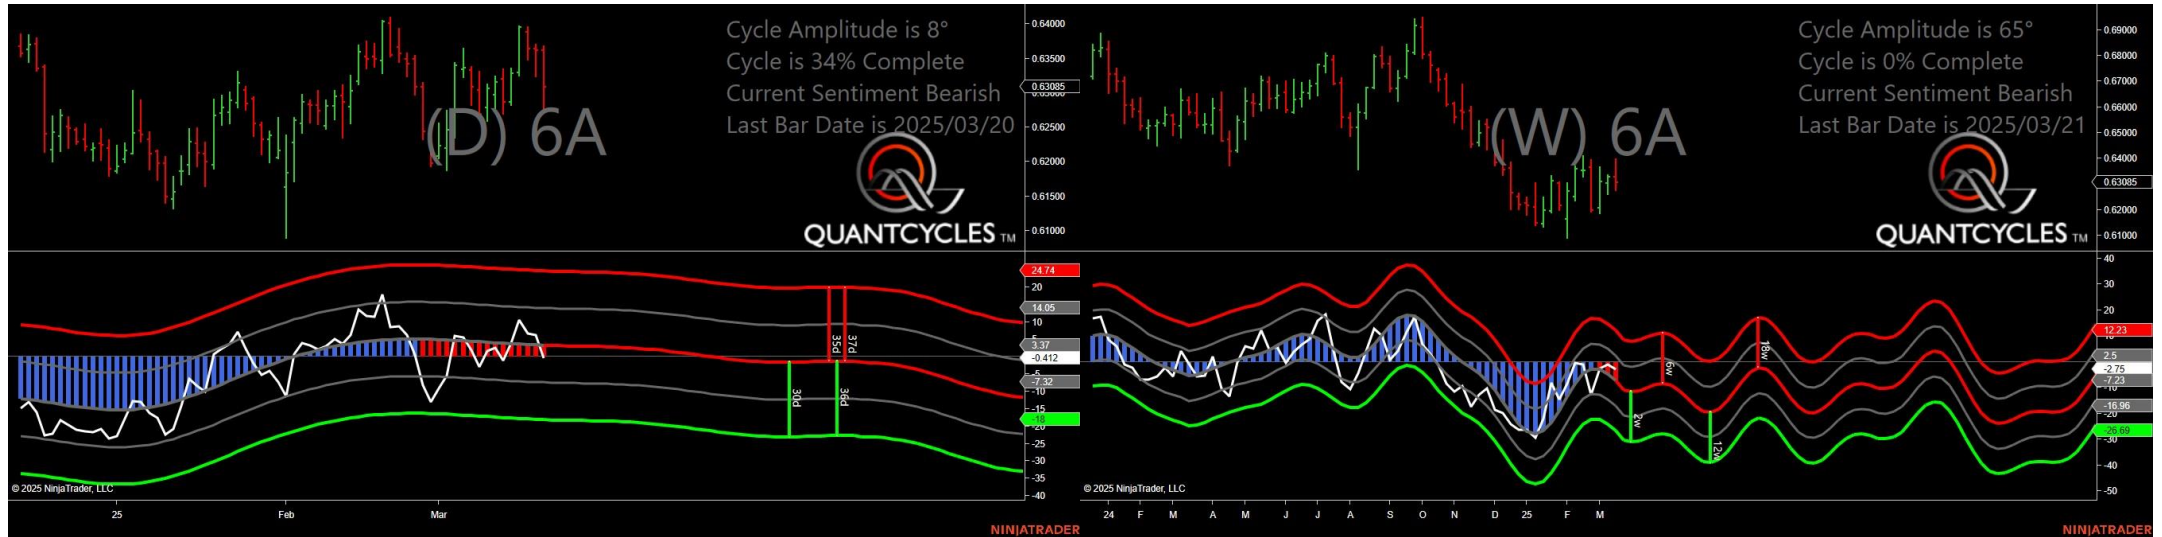 Cycle Amplitude is 8°
Cycle is 34% Complete
Current Sentiment Bearish
Last Bar Date is 2025/03/20
(D) 6A
QUANTCYCLES TM
0.64000
0.63500
0.63085
0.62500
0.62000
0.61500
0.61000
24.74
20
14.05
10
5
3.37
-0.412
-5
-7.32
-10
-15
-18
-20
-25
-30
-35
-40
35d
37d
30d
36d
© 2025 NinjaTrader, LLC
25
Feb
Mar
NINJATRADER
Cycle Amplitude is 65°
Cycle is 0% Complete
Current Sentiment Bearish
Last Bar Date is 2025/03/21
(W) 6A
QUANTCYCLES TM
0.69000
0.68000
0.67000
0.66000
0.65000
0.64000
0.63085
0.62000
0.61000
40
30
20
12.23
2.5
-2.75
-7.23
-10
-16.96
-20
-26.69
-30
-40
-50
6w
18w
2w
12w
© 2025 NinjaTrader, LLC
24 F M A M J J A S O N D 25 F M
NINJATRADER